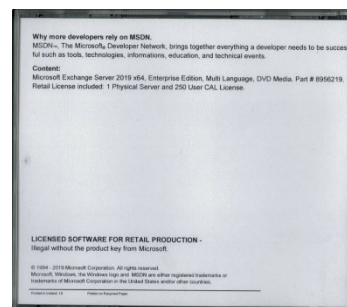 Why more developers rely on MSDN.
MSDN™, The Microsoft® Developer Network, brings together everything a developer needs to be succes
ful such as tools, technologies, informations, education, and technical events.
Content:
Microsoft Exchange Server 2019 x64, Enterprise Edition, Multi Language, DVD Media. Part # 8956219,
Retail License included: 1 Physical Server and 250 User CAL License.
LICENSED SOFTWARE FOR RETAIL PRODUCTION -
Illegal without the product key from Microsoft.
© 1994 - 2019 Microsoft Corporation. All rights reserved.
Microsoft, Windows, the Windows logo and MSDN are either registered trademarks or
trademarks of Microsoft Corporation in the United States and/or other countries.
Printed on Recycled Paper.